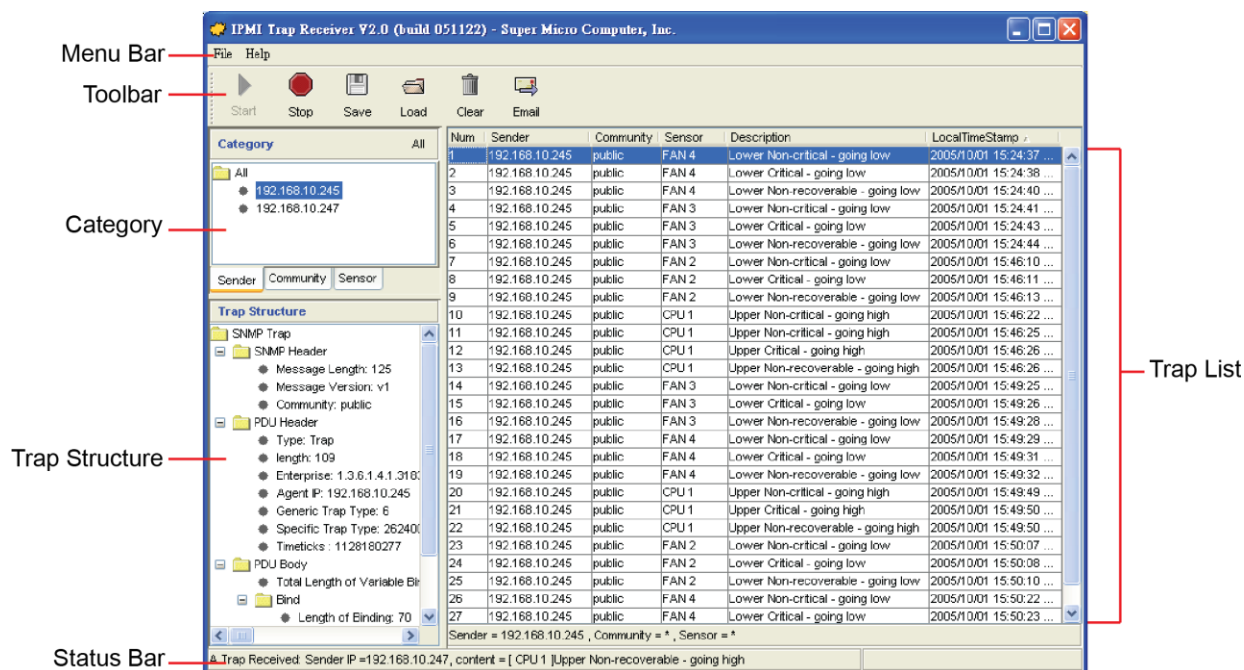 IPMI Trap Receiver V2.0 (build 051122) - Super Micro Computer, Inc.
Menu Bar
File Help
Toolbar
Start Stop Save Load Clear Email
Category All
All
192.168.10.245
192.168.10.247
Category
Sender Community Sensor
Trap Structure
SNMP Trap
SNMP Header
Message Length: 125
Message Version: v1
Community: public
PDU Header
Type: Trap
length: 109
Trap Structure
Enterprise: 1.3.6.1.4.1.3183
Agent IP: 192.168.10.245
Generic Trap Type: 6
Specific Trap Type: 262400
Timeticks : 1128180277
PDU Body
Total Length of Variable Bin
Bind
Length of Binding: 70
Num Sender Community Sensor Description LocalTimeStamp
1 192.168.10.245 public FAN 4 Lower Non-critical - going low 2005/10/01 15:24:37 ...
2 192.168.10.245 public FAN 4 Lower Critical - going low 2005/10/01 15:24:38 ...
3 192.168.10.245 public FAN 4 Lower Non-recoverable - going low 2005/10/01 15:24:40 ...
4 192.168.10.245 public FAN 3 Lower Non-critical - going low 2005/10/01 15:24:41 ...
5 192.168.10.245 public FAN 3 Lower Critical - going low 2005/10/01 15:24:43 ...
6 192.168.10.245 public FAN 3 Lower Non-recoverable - going low 2005/10/01 15:24:44 ...
7 192.168.10.245 public FAN 2 Lower Non-critical - going low 2005/10/01 15:46:10 ...
8 192.168.10.245 public FAN 2 Lower Critical - going low 2005/10/01 15:46:11 ...
9 192.168.10.245 public FAN 2 Lower Non-recoverable - going low 2005/10/01 15:46:13 ...
10 192.168.10.245 public CPU 1 Upper Non-critical - going high 2005/10/01 15:46:22 ...
11 192.168.10.245 public CPU 1 Upper Non-critical - going high 2005/10/01 15:46:25 ...
12 192.168.10.245 public CPU 1 Upper Critical - going high 2005/10/01 15:46:26 ...
13 192.168.10.245 public CPU 1 Upper Non-recoverable - going high 2005/10/01 15:46:26 ...
14 192.168.10.245 public FAN 3 Lower Non-critical - going low 2005/10/01 15:49:25 ...
15 192.168.10.245 public FAN 3 Lower Critical - going low 2005/10/01 15:49:26 ...
16 192.168.10.245 public FAN 3 Lower Non-recoverable - going low 2005/10/01 15:49:28 ...
17 192.168.10.245 public FAN 4 Lower Non-critical - going low 2005/10/01 15:49:29 ...
18 192.168.10.245 public FAN 4 Lower Critical - going low 2005/10/01 15:49:31 ...
19 192.168.10.245 public FAN 4 Lower Non-recoverable - going low 2005/10/01 15:49:32 ...
20 192.168.10.245 public CPU 1 Upper Non-critical - going high 2005/10/01 15:49:49 ...
21 192.168.10.245 public CPU 1 Upper Critical - going high 2005/10/01 15:49:50 ...
22 192.168.10.245 public CPU 1 Upper Non-recoverable - going high 2005/10/01 15:49:50 ...
23 192.168.10.245 public FAN 2 Lower Non-critical - going low 2005/10/01 15:50:07 ...
24 192.168.10.245 public FAN 2 Lower Critical - going low 2005/10/01 15:50:08 ...
25 192.168.10.245 public FAN 2 Lower Non-recoverable - going low 2005/10/01 15:50:10 ...
26 192.168.10.245 public FAN 4 Lower Non-critical - going low 2005/10/01 15:50:22 ...
27 192.168.10.245 public FAN 4 Lower Critical - going low 2005/10/01 15:50:23 ...
Trap List
Sender = 192.168.10.245 , Community = * , Sensor = *
Status Bar
A Trap Received: Sender IP =192.168.10.247, content = [ CPU 1 ]Upper Non-recoverable - going high